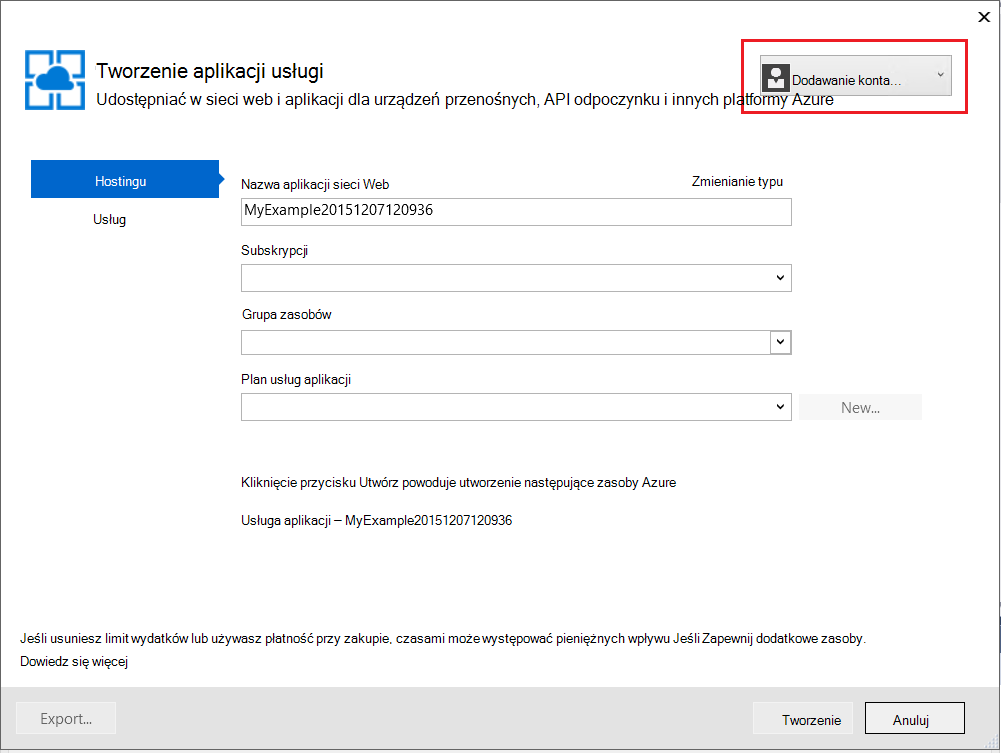 Tworzenie aplikacji usługi
Dodawanie konta...
Udostępniać w sieci web i aplikacji dla urządzeń przenośnych, API odpoczynku i innych platformy Azure
Hostingu
Usług
Nazwa aplikacji sieci Web
Zmienianie typu
MyExample20151207120936
Subskrypcji
Grupa zasobów
Plan usług aplikacji
New...
Kliknięcie przycisku Utwórz powoduje utworzenie następujące zasoby Azure
Usługa aplikacji – MyExample20151207120936
Jeśli usuniesz limit wydatków lub używasz płatność przy zakupie, czasami może występować pieniężnych wpływu Jeśli Zapewnij dodatkowe zasoby.
Dowiedz się więcej
Export...
Tworzenie
Anuluj